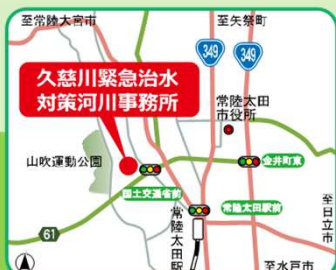 至常陸大宮市
至矢祭町
349
349
久慈川緊急治水
対策河川事務所
常陸太田
市役所
山吹運動公園
金井町東
国土交通省前
常陸太田駅前
至日立市
61
常陸太田駅
至水戸市